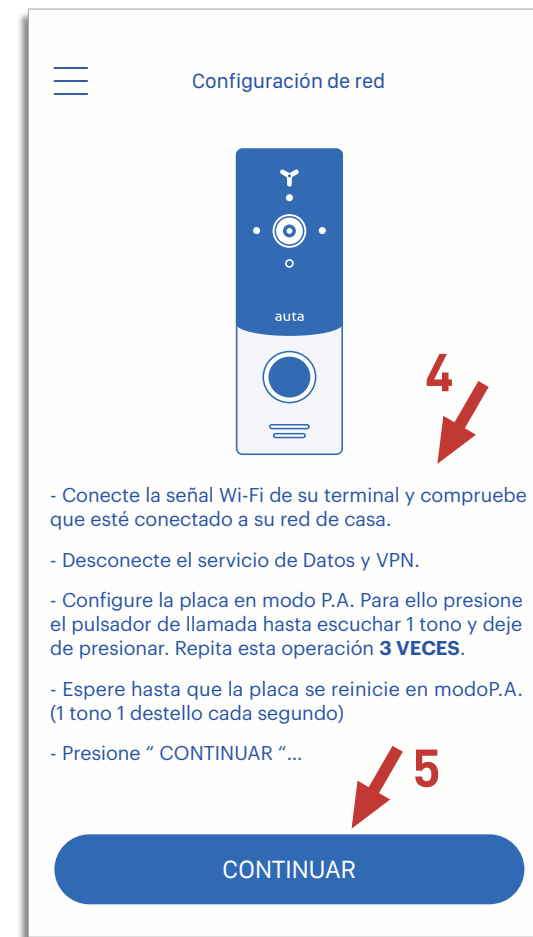 Configuración de red
auta
4
- Conecte la señal Wi-Fi de su terminal y compruebe
que esté conectado a su red de casa.
- Desconecte el servicio de Datos y VPN.
- Configure la placa en modo P.A. Para ello presione
el pulsador de llamada hasta escuchar 1 tono y deje
de presionar. Repita esta operación 3 VECES.
- Espere hasta que la placa se reinicie en modoP.A.
(1 tono 1 destello cada segundo)
- Presione “ CONTINUAR “...
5
CONTINUAR